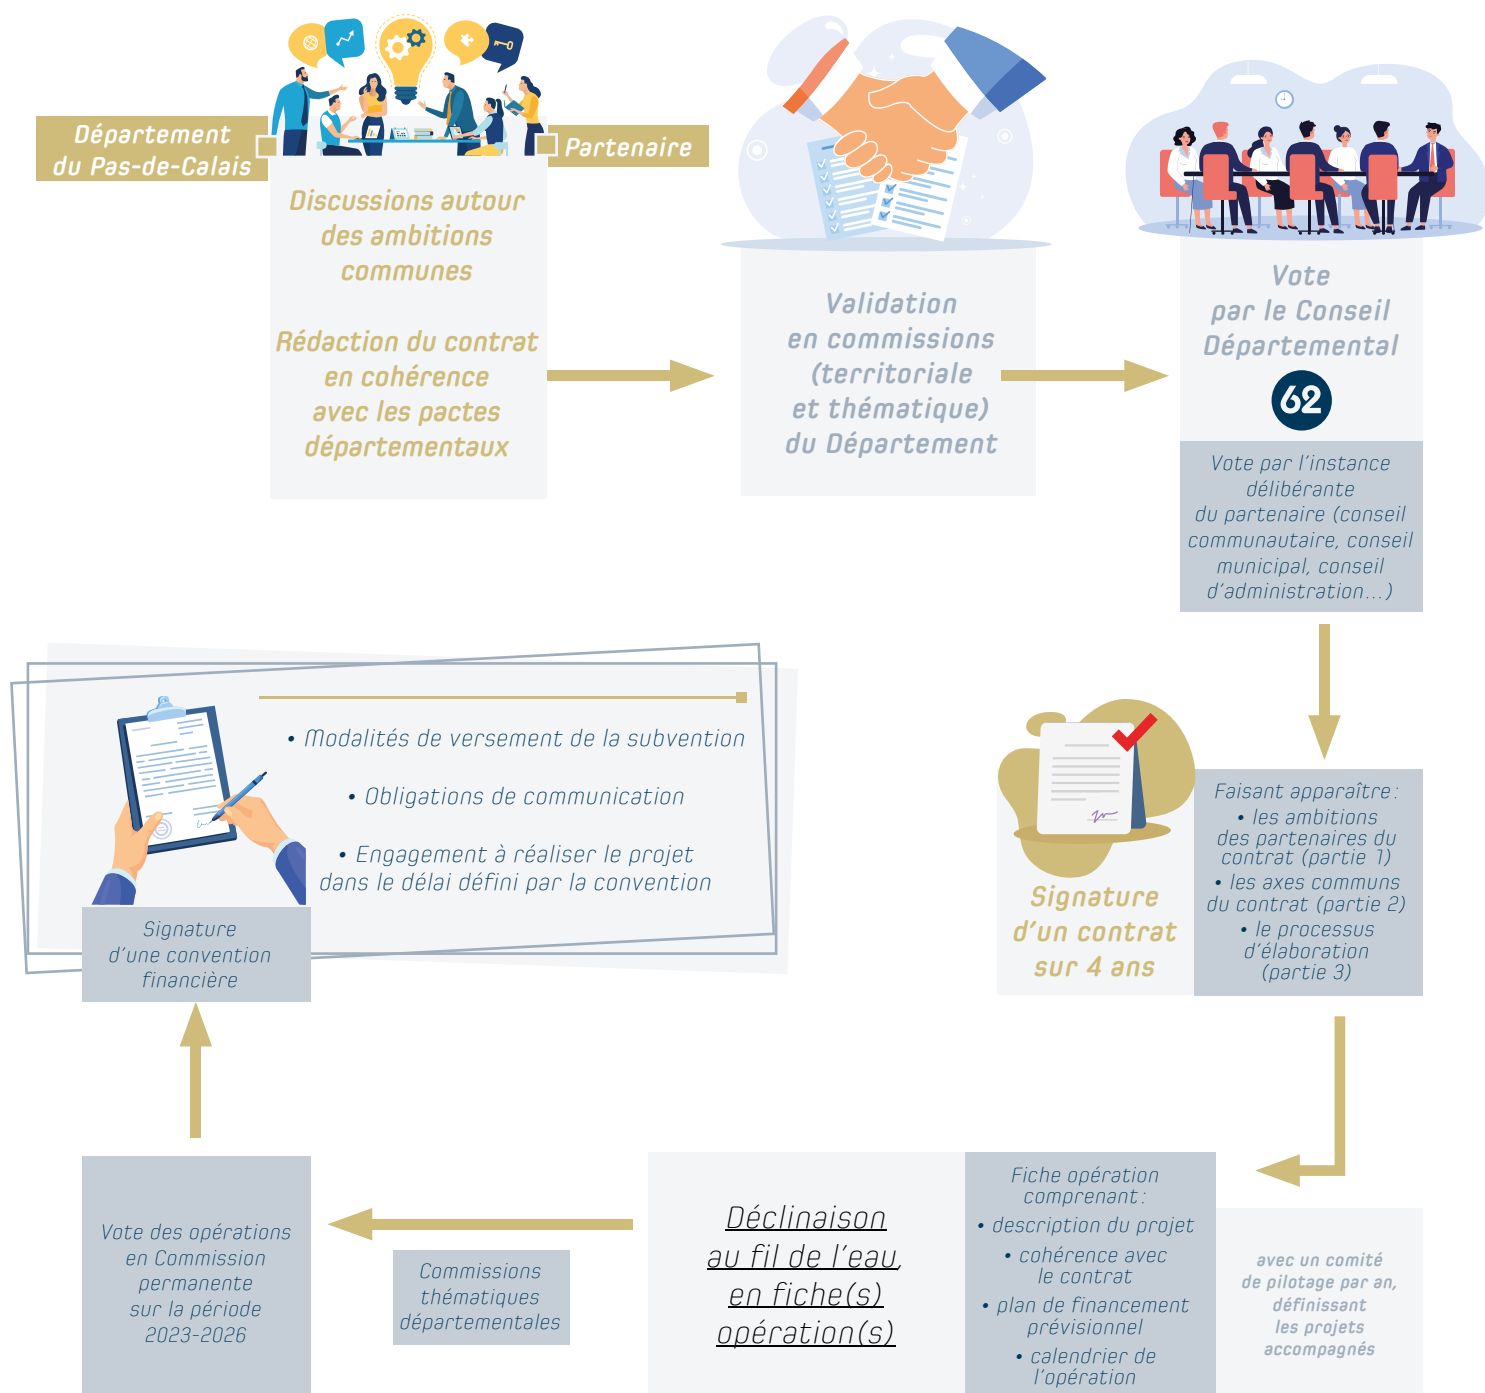 Département
du Pas-de-Calais
Partenaire
Discussions autour
des ambitions
communes
Rédaction du contrat
en cohérence
avec les pactes
départementaux
Validation
en commissions
(territoriale
et thématique)
du Département
Vote
par le Conseil
Départemental
62
Vote par l'instance
délibérante
du partenaire (conseil
communautaire, conseil
municipal, conseil
d'administration...)
Signature
d'un contrat
sur 4 ans
Faisant apparaître :
• les ambitions
des partenaires du
contrat (partie 1)
• les axes communs
du contrat (partie 2)
• le processus
d'élaboration
(partie 3)
avec un comité
de pilotage par an,
définissant
les projets
accompagnés
Déclinaison
au fil de l'eau,
en fiche(s)
opération(s)
Fiche opération
comprenant :
• description du projet
• cohérence avec
le contrat
• plan de financement
prévisionnel
• calendrier de
l'opération
Commissions
thématiques
départementales
Vote des opérations
en Commission
permanente
sur la période
2023-2026
Signature
d'une convention
financière
• Modalités de versement de la subvention
• Obligations de communication
• Engagement à réaliser le projet
dans le délai défini par la convention